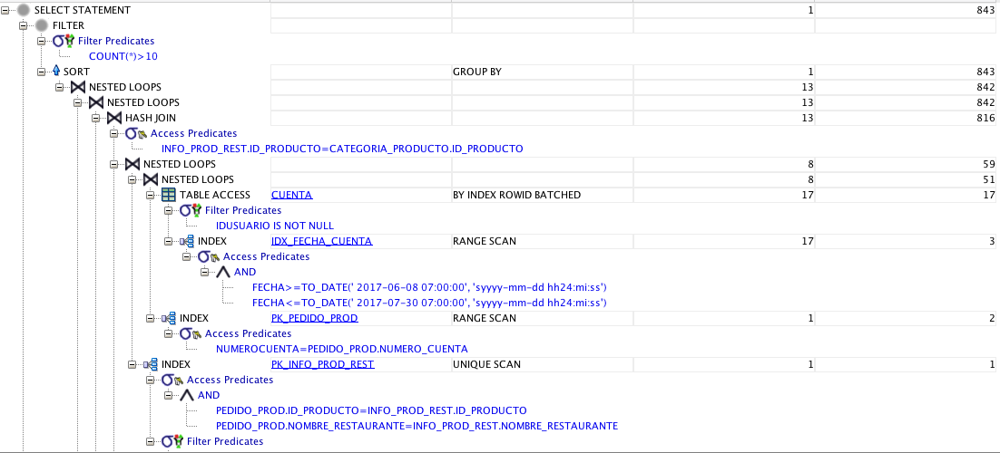 SELECT STATEMENT 1 843
FILTER
Filter Predicates
COUNT(*)>10
SORT GROUP BY 1 843
NESTED LOOPS 13 842
NESTED LOOPS 13 842
HASH JOIN 13 816
Access Predicates
INFO_PROD_REST.ID_PRODUCTO=CATEGORIA_PRODUCTO.ID_PRODUCTO
NESTED LOOPS 8 59
NESTED LOOPS 8 51
TABLE ACCESS CUENTA BY INDEX ROWID BATCHED 17 17
Filter Predicates
IDUSUARIO IS NOT NULL
INDEX IDX_FECHA_CUENTA RANGE SCAN 17 3
Access Predicates
AND
FECHA>=TO_DATE(' 2017-06-08 07:00:00', 'syyyy-mm-dd hh24:mi:ss')
FECHA<=TO_DATE(' 2017-07-30 07:00:00', 'syyyy-mm-dd hh24:mi:ss')
INDEX PK_PEDIDO_PROD RANGE SCAN 1 2
Access Predicates
NUMEROCUENTA=PEDIDO_PROD.NUMERO_CUENTA
INDEX PK_INFO_PROD_REST UNIQUE SCAN 1 1
Access Predicates
AND
PEDIDO_PROD.ID_PRODUCTO=INFO_PROD_REST.ID_PRODUCTO
PEDIDO_PROD.NOMBRE_RESTAURANTE=INFO_PROD_REST.NOMBRE_RESTAURANTE
Filter Predicates